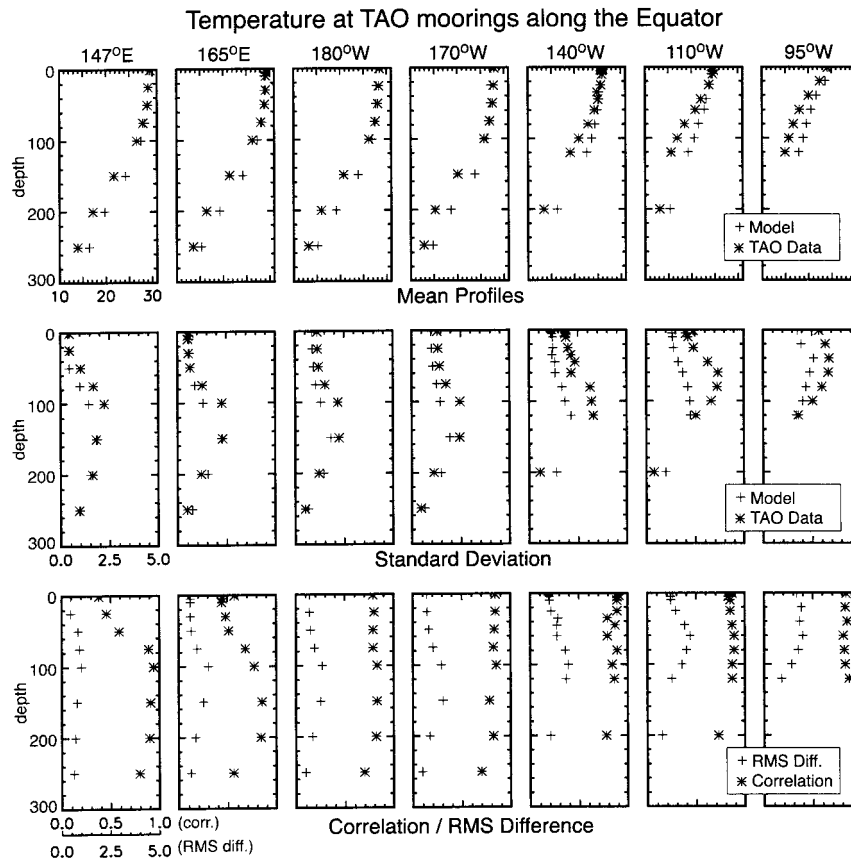 Temperature at TAO moorings along the Equator
147°E 165°E 180°W 170°W 140°W 110°W 95°W
0
100
depth
200
300
10 20 30
+ Model
✱ TAO Data
Mean Profiles
0
100
depth
200
300
0.0 2.5 5.0
+ Model
✱ TAO Data
Standard Deviation
0
100
depth
200
300
+ RMS Diff.
✱ Correlation
0.0 0.5 1.0 (corr.)
0.0 2.5 5.0 (RMS diff.)
Correlation / RMS Difference